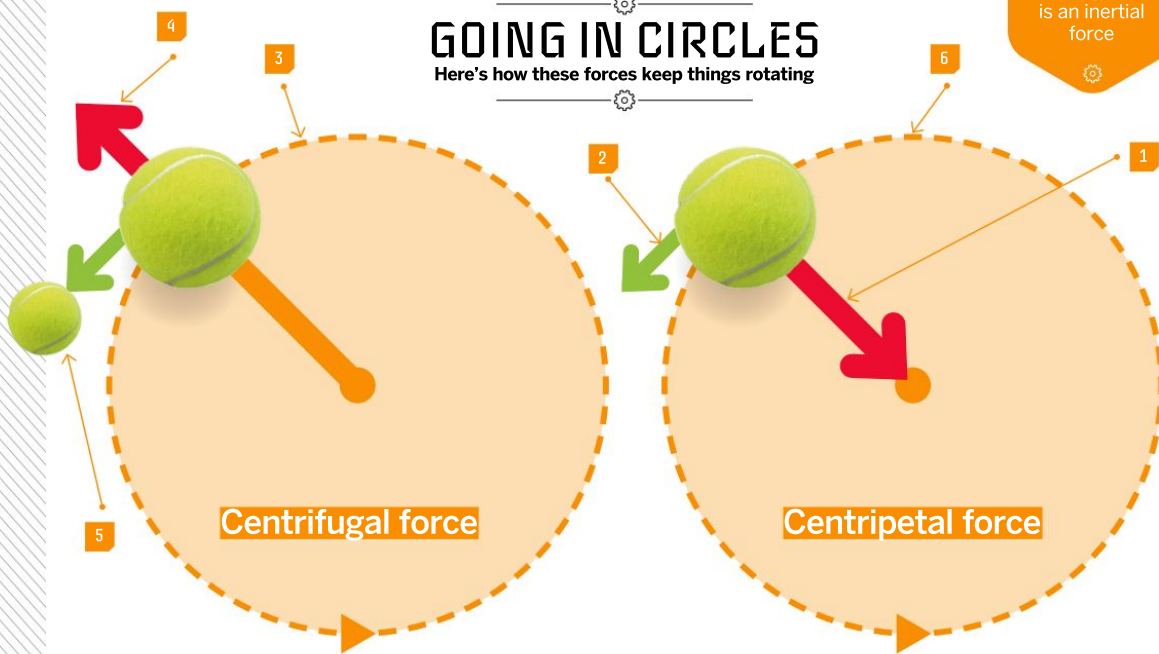 GOING IN CIRCLES
Here's how these forces keep things rotating
is an inertial
force
4
3
6
2
1
5
Centrifugal force
Centripetal force